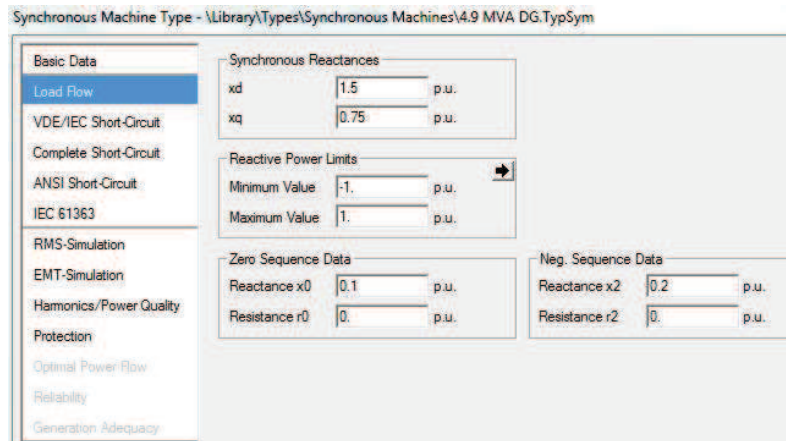 Synchronous Machine Type - \Library\Types\Synchronous Machines\4.9 MVA DG.TypSym
Basic Data
Load Flow
VDE/IEC Short-Circuit
Complete Short-Circuit
ANSI Short-Circuit
IEC 61363
RMS-Simulation
EMT-Simulation
Harmonics/Power Quality
Protection
Optimal Power Flow
Reliability
Generation Adequacy
Synchronous Reactances
xd 1.5 p.u.
xq 0.75 p.u.
Reactive Power Limits
Minimum Value -1. p.u.
Maximum Value 1. p.u.
Zero Sequence Data
Reactance x0 0.1 p.u.
Resistance r0 0. p.u.
Neg. Sequence Data
Reactance x2 0.2 p.u.
Resistance r2 0. p.u.